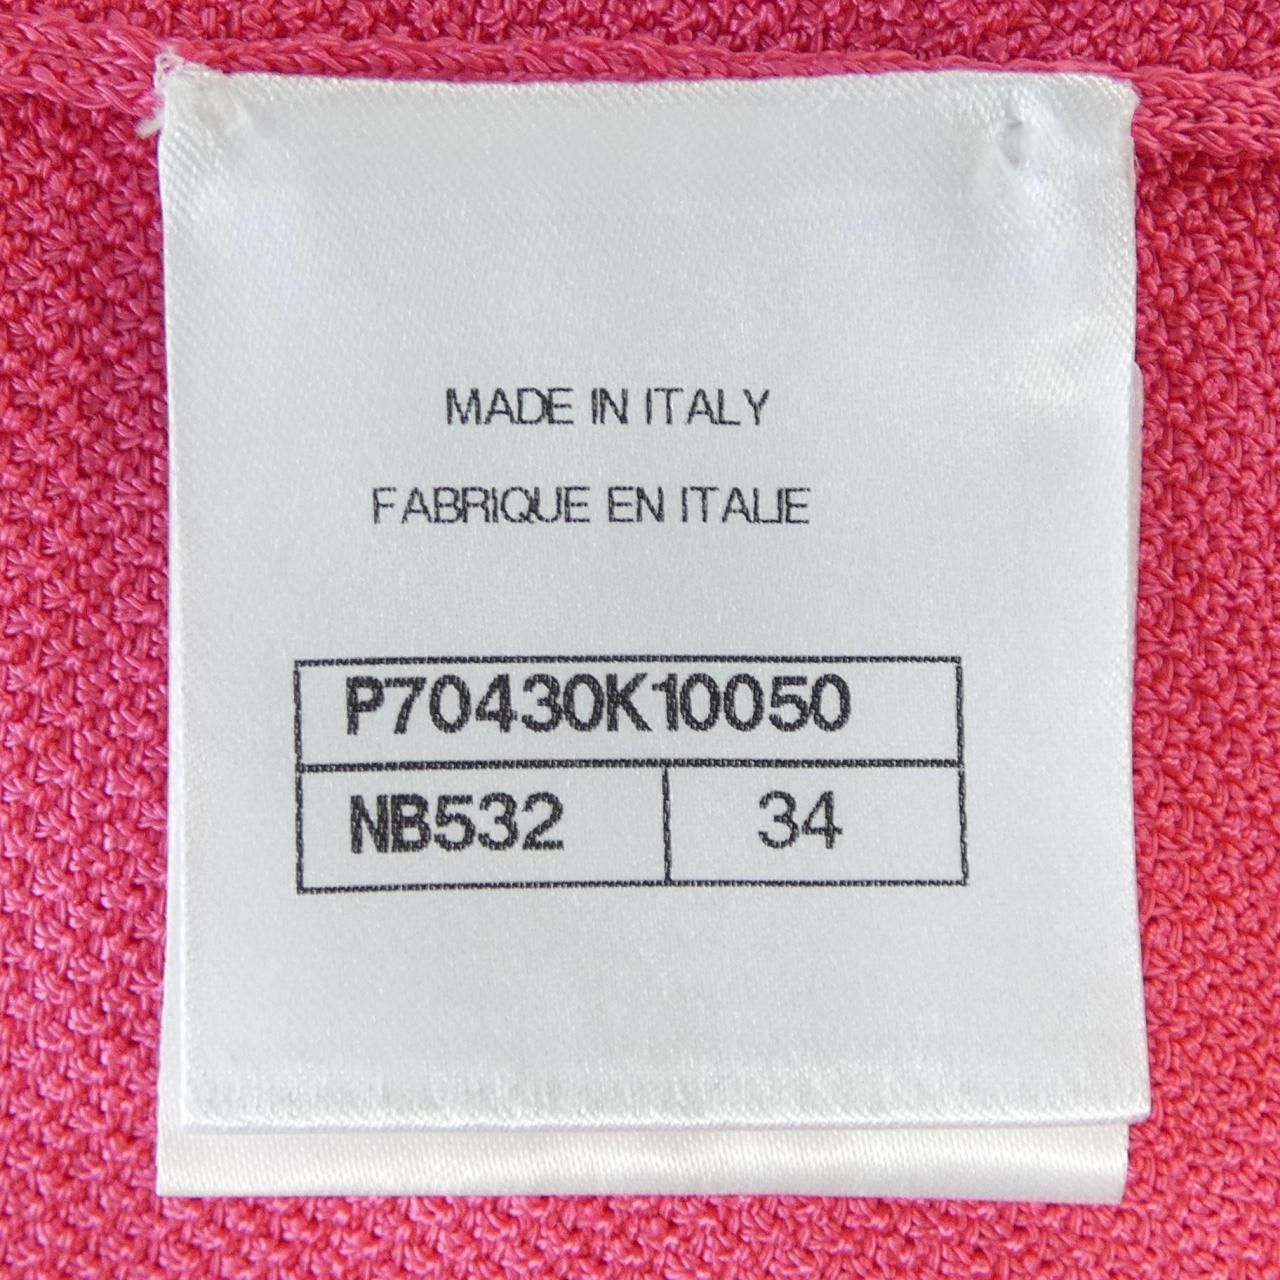 MADE IN ITALY
FABRIQUE EN ITALIE
P70430K10050
NB532 34